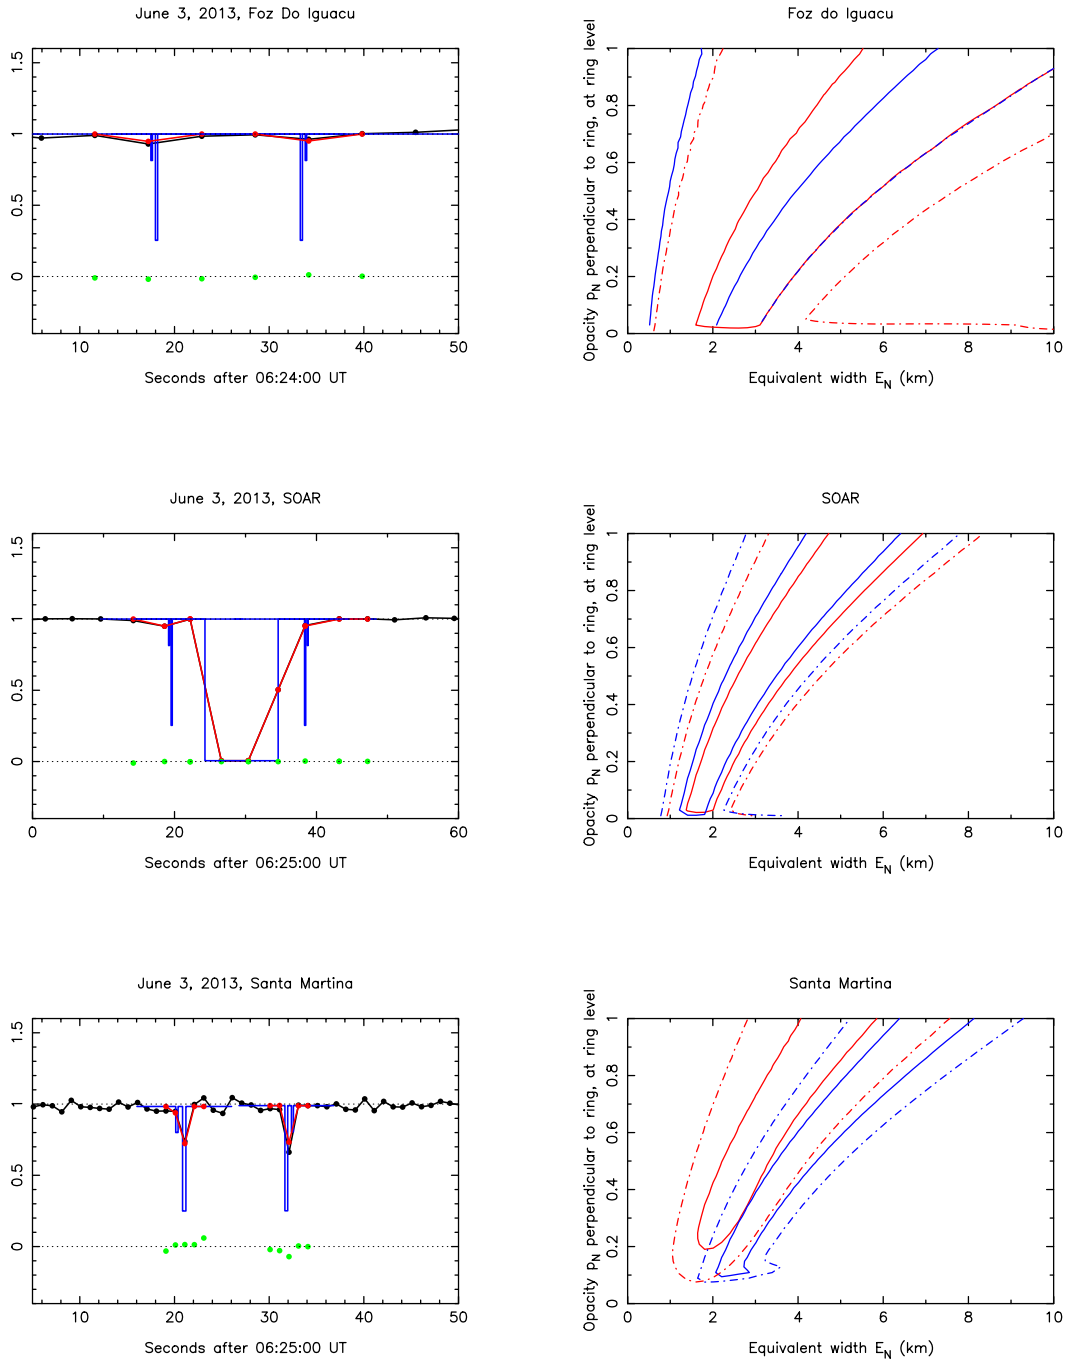 June 3, 2013, Foz Do Iguacu
1.5
1
0.5
0
10 20 30 40 50
Seconds after 06:24:00 UT
Foz do Iguacu
Opacity pN perpendicular to ring, at ring level
1
0.8
0.6
0.4
0.2
0
0 2 4 6 8 10
Equivalent width EN (km)
June 3, 2013, SOAR
1.5
1
0.5
0
0 20 40 60
Seconds after 06:25:00 UT
SOAR
Opacity pN perpendicular to ring, at ring level
1
0.8
0.6
0.4
0.2
0
0 2 4 6 8 10
Equivalent width EN (km)
June 3, 2013, Santa Martina
1.5
1
0.5
0
10 20 30 40 50
Seconds after 06:25:00 UT
Santa Martina
Opacity pN perpendicular to ring, at ring level
1
0.8
0.6
0.4
0.2
0
0 2 4 6 8 10
Equivalent width EN (km)